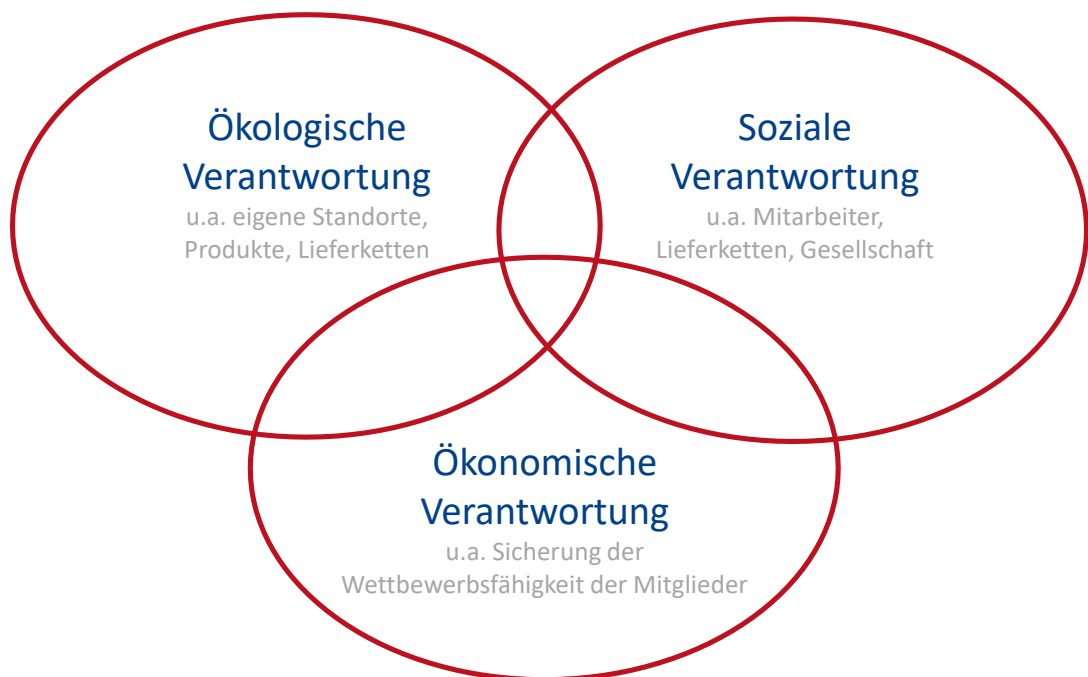 Ökologische
Verantwortung
u.a. eigene Standorte,
Produkte, Lieferketten
Soziale
Verantwortung
u.a. Mitarbeiter,
Lieferketten, Gesellschaft
Ökonomische
Verantwortung
u.a. Sicherung der
Wettbewerbsfähigkeit der Mitglieder